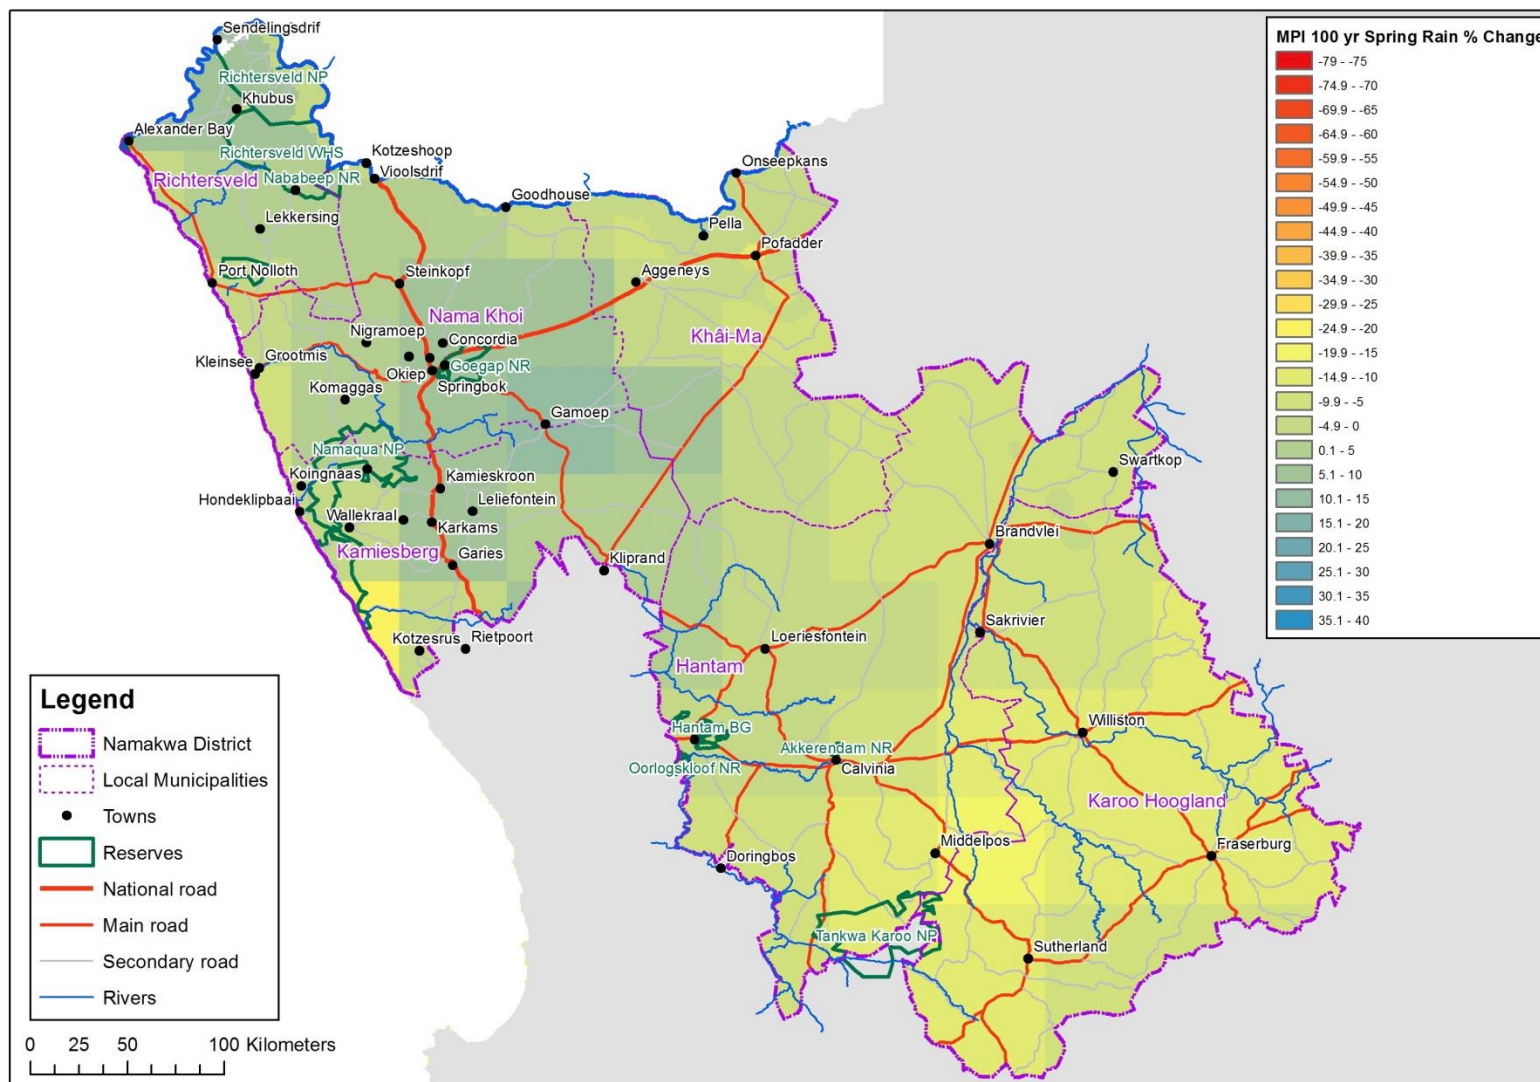 Sendelingsdrif
Richtersveld NP
Khubus
Alexander Bay
Richtersveld WHS
Kotzeshoop
Richtersveld
Nababeep NR
Vioolsdrif
Goodhouse
Onseepkans
Lekkersing
Pella
Pofadder
Port Nolloth
Steinkopf
Aggeneys
Nama Khoi
Nigramoep
Concordia
Khâi-Ma
Kleinsee
Grootmis
Okiep
Goegap NR
Springbok
Komaggas
Gamoep
Namaqua NP
Koingnaas
Kamieskroon
Swartkop
Hondeklipbaai
Leliefontein
Wallekraal
Karkams
Brandvlei
Kamiesberg
Garies
Kliprand
Kotzesrus
Rietpoort
Loeriesfontein
Sakrivier
Hantam
Hantam BG
Williston
Akkerendam NR
Oorlogskloof NR
Calvinia
Karoo Hoogland
Middelpos
Fraserburg
Doringbos
Tankwa Karoo NP
Sutherland
MPI 100 yr Spring Rain % Change
-79 - -75
-74.9 - -70
-69.9 - -65
-64.9 - -60
-59.9 - -55
-54.9 - -50
-49.9 - -45
-44.9 - -40
-39.9 - -35
-34.9 - -30
-29.9 - -25
-24.9 - -20
-19.9 - -15
-14.9 - -10
-9.9 - -5
-4.9 - 0
0.1 - 5
5.1 - 10
10.1 - 15
15.1 - 20
20.1 - 25
25.1 - 30
30.1 - 35
35.1 - 40
Legend
Namakwa District
Local Municipalities
Towns
Reserves
National road
Main road
Secondary road
Rivers
0 50 100 Kilometers